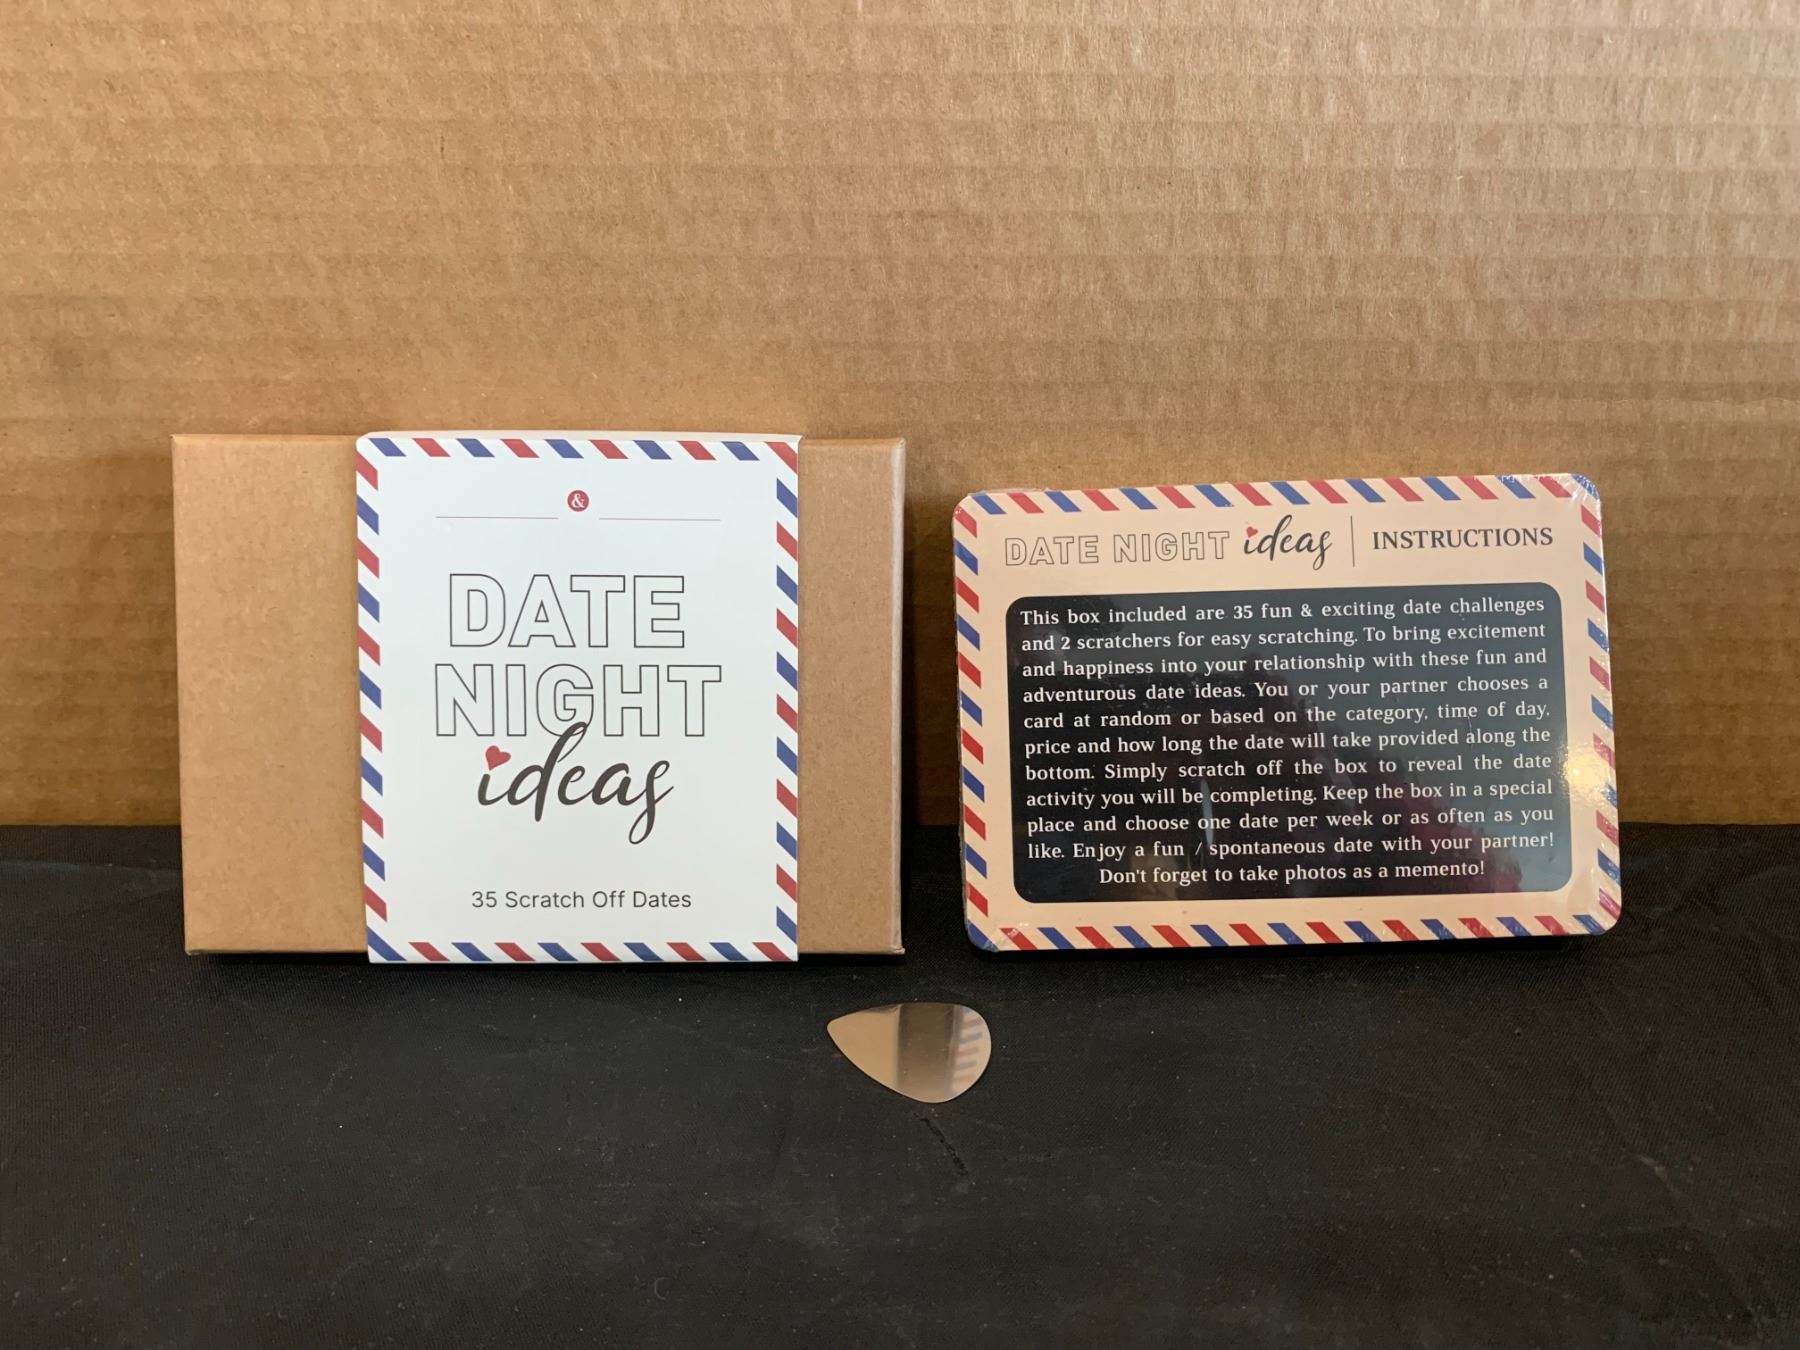 &
DATE
NIGHT
ideas
35 Scratch Off Dates
DATE NIGHT ideas | INSTRUCTIONS
This box included are 35 fun & exciting date challenges
and 2 scratchers for easy scratching. To bring excitement
and happiness into your relationship with these fun and
adventurous date ideas. You or your partner chooses a
card at random or based on the category, time of day,
price and how long the date will take provided along the
bottom. Simply scratch off the box to reveal the date
activity you will be completing. Keep the box in a special
place and choose one date per week or as often as you
like. Enjoy a fun / spontaneous date with your partner!
Don't forget to take photos as a memento!